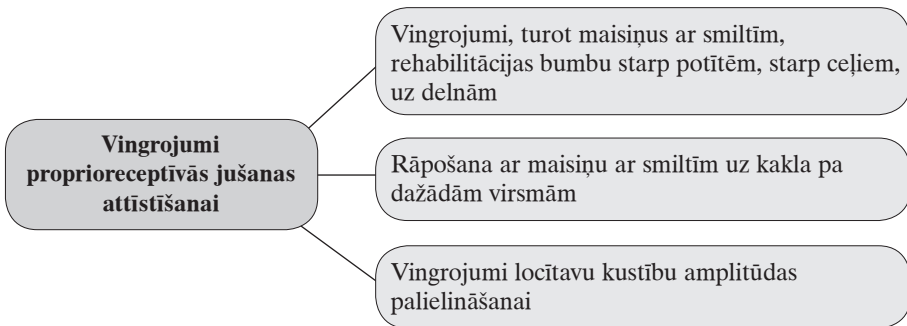 Vingrojumi
proprioreceptīvās jušanas
attīstīšanai
Vingrojumi, turot maisiņus ar smiltīm,
rehabilitācijas bumbu starp potītēm, starp ceļiem,
uz delnām
Rāpošana ar maisiņu ar smiltīm uz kakla pa
dažādām virsmām
Vingrojumi locītavu kustību amplitūdas
palielināšanai